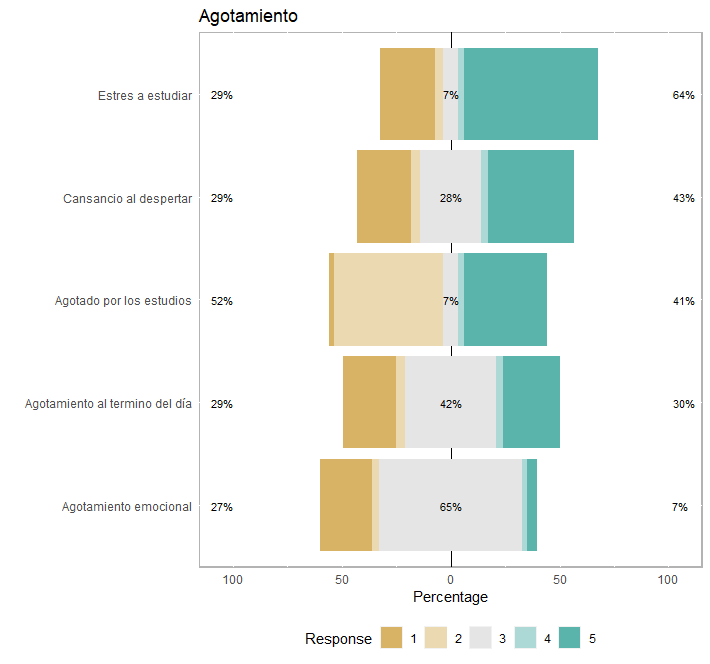 Agotamiento
Estres a estudiar 29% 7% 64%
Cansancio al despertar 29% 28% 43%
Agotado por los estudios 52% 7% 41%
Agotamiento al termino del día 29% 42% 30%
Agotamiento emocional 27% 65% 7%
100 50 0 50 100
Percentage
Response 1 2 3 4 5